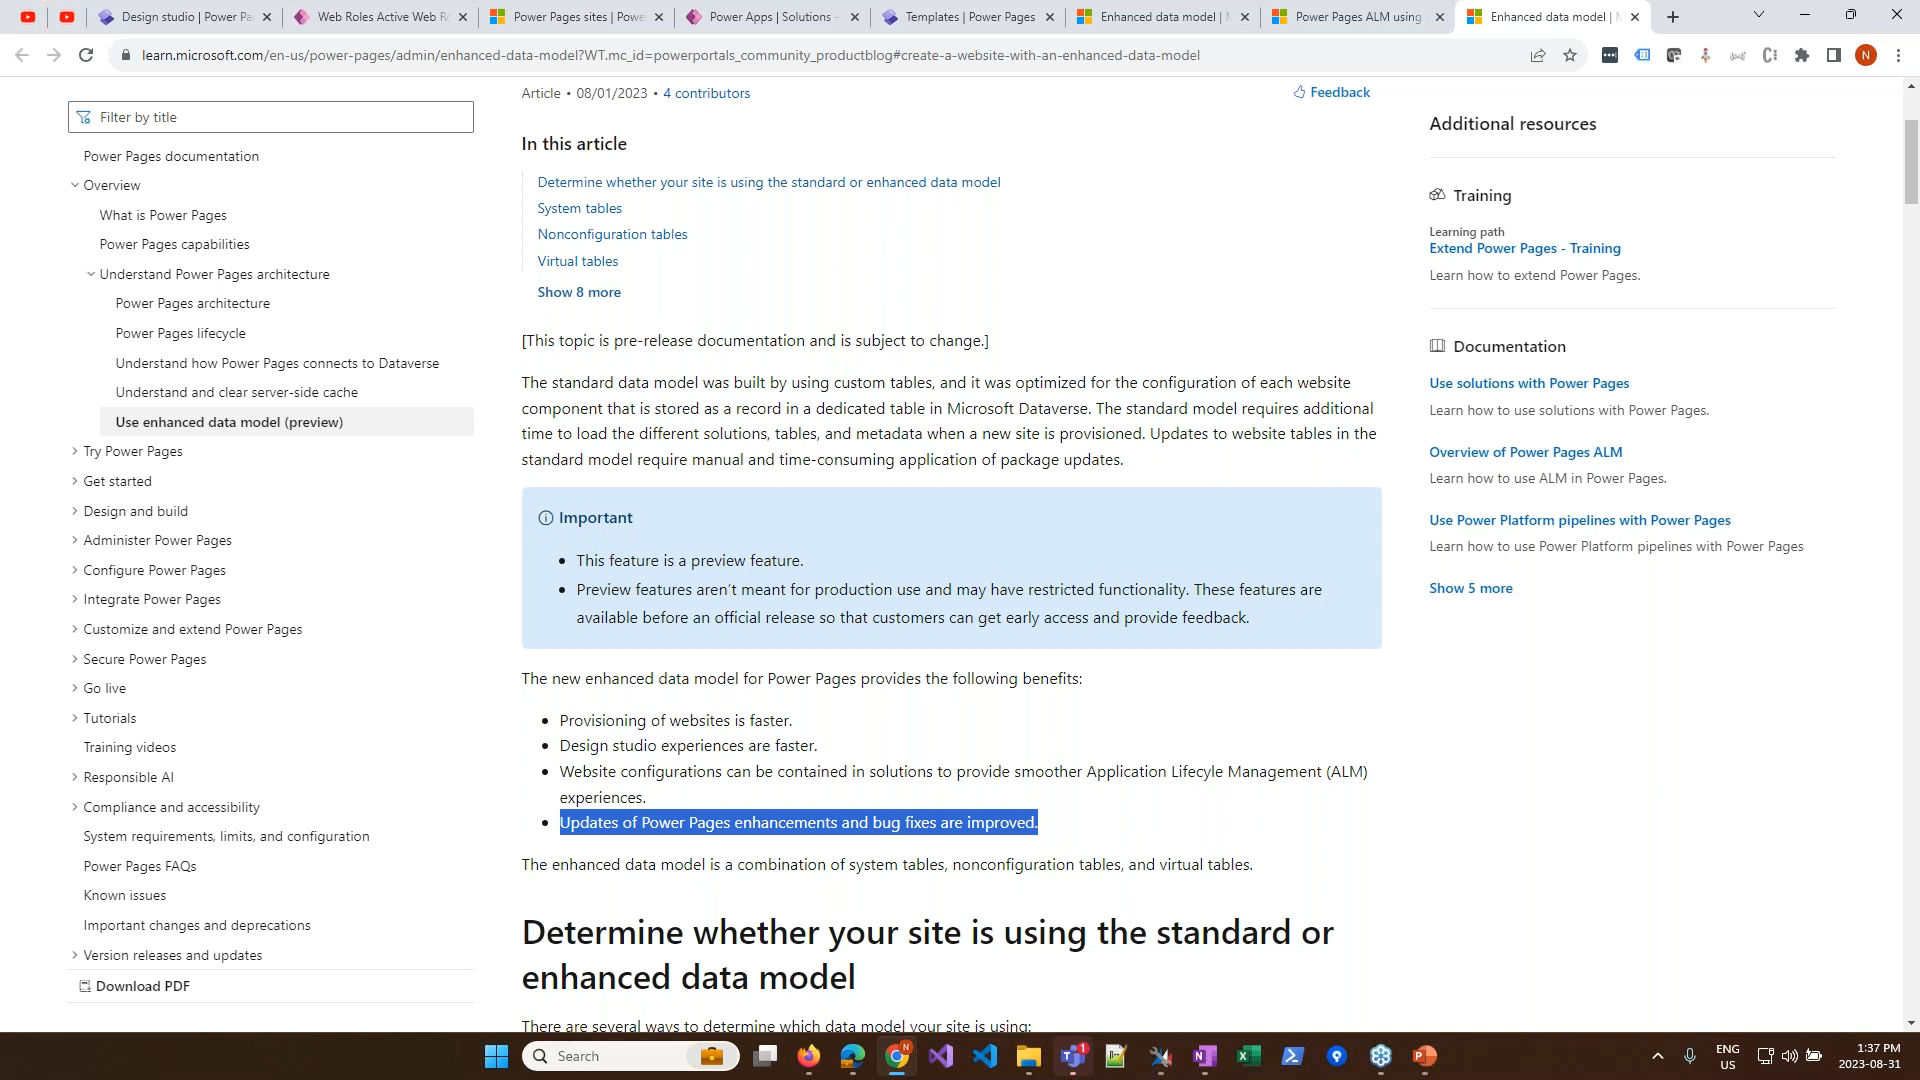 Design studio | Power Pa
Web Roles Active Web Ro
Power Pages sites | Powe
Power Apps | Solutions -
Templates | Power Pages
Enhanced data model | M
Power Pages ALM using
Enhanced data model | M
learn.microsoft.com/en-us/power-pages/admin/enhanced-data-model?WT.mc_id=powerportals_community_productblog#create-a-website-with-an-enhanced-data-model
N
Filter by title
Power Pages documentation
Overview
What is Power Pages
Power Pages capabilities
Understand Power Pages architecture
Power Pages architecture
Power Pages lifecycle
Understand how Power Pages connects to Dataverse
Understand and clear server-side cache
Use enhanced data model (preview)
Try Power Pages
Get started
Design and build
Administer Power Pages
Configure Power Pages
Integrate Power Pages
Customize and extend Power Pages
Secure Power Pages
Go live
Tutorials
Training videos
Responsible AI
Compliance and accessibility
System requirements, limits, and configuration
Power Pages FAQs
Known issues
Important changes and deprecations
Version releases and updates
Download PDF
Article • 08/01/2023 • 4 contributors
Feedback
In this article
Determine whether your site is using the standard or enhanced data model
System tables
Nonconfiguration tables
Virtual tables
Show 8 more
[This topic is pre-release documentation and is subject to change.]
The standard data model was built by using custom tables, and it was optimized for the configuration of each website
component that is stored as a record in a dedicated table in Microsoft Dataverse. The standard model requires additional
time to load the different solutions, tables, and metadata when a new site is provisioned. Updates to website tables in the
standard model require manual and time-consuming application of package updates.
Important
• This feature is a preview feature.
• Preview features aren't meant for production use and may have restricted functionality. These features are
available before an official release so that customers can get early access and provide feedback.
The new enhanced data model for Power Pages provides the following benefits:
• Provisioning of websites is faster.
• Design studio experiences are faster.
• Website configurations can be contained in solutions to provide smoother Application Lifecyle Management (ALM)
experiences.
• Updates of Power Pages enhancements and bug fixes are improved.
The enhanced data model is a combination of system tables, nonconfiguration tables, and virtual tables.
Determine whether your site is using the standard or
enhanced data model
There are several ways to determine which data model your site is using:
Additional resources
Training
Learning path
Extend Power Pages - Training
Learn how to extend Power Pages.
Documentation
Use solutions with Power Pages
Learn how to use solutions with Power Pages.
Overview of Power Pages ALM
Learn how to use ALM in Power Pages.
Use Power Platform pipelines with Power Pages
Learn how to use Power Platform pipelines with Power Pages
Show 5 more
Search
ENG
US
1:37 PM
2023-08-31